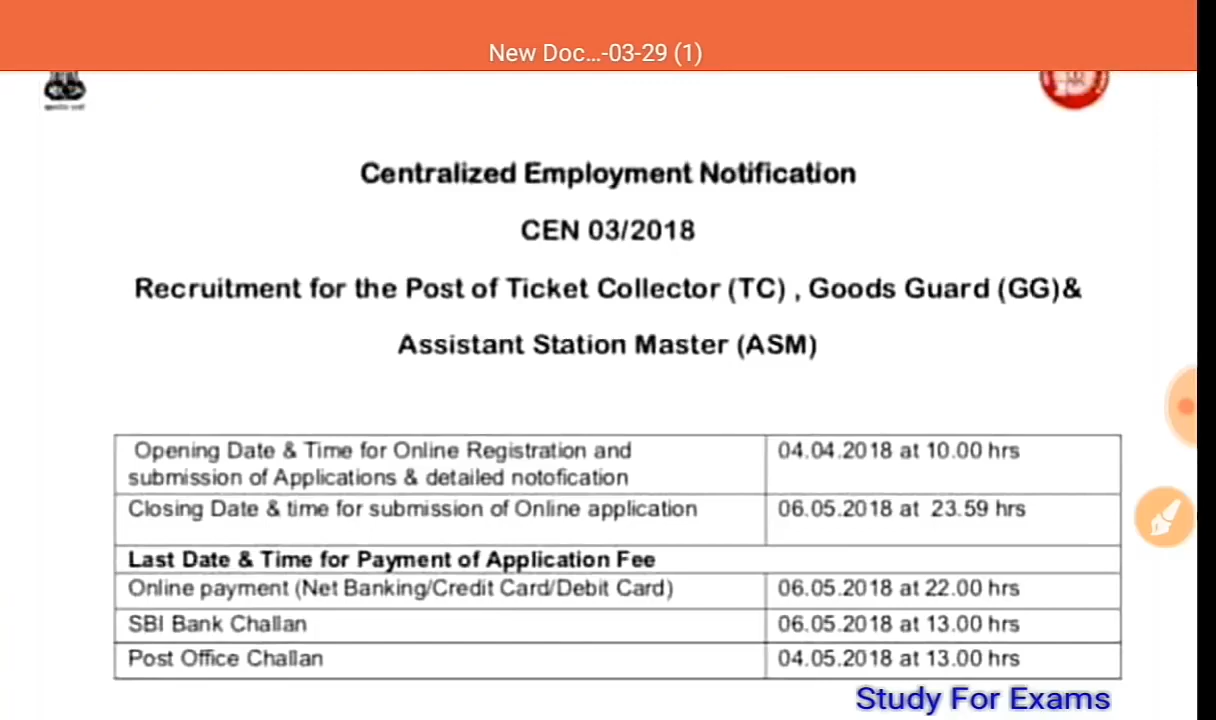 New Doc...-03-29 (1)
Centralized Employment Notification
CEN 03/2018
Recruitment for the Post of Ticket Collector (TC) , Goods Guard (GG)&
Assistant Station Master (ASM)
Opening Date & Time for Online Registration and
submission of Applications & detailed notofication
04.04.2018 at 10.00 hrs
Closing Date & time for submission of Online application
06.05.2018 at 23.59 hrs
Last Date & Time for Payment of Application Fee
Online payment (Net Banking/Credit Card/Debit Card)
06.05.2018 at 22.00 hrs
SBI Bank Challan
06.05.2018 at 13.00 hrs
Post Office Challan
04.05.2018 at 13.00 hrs
Study For Exams